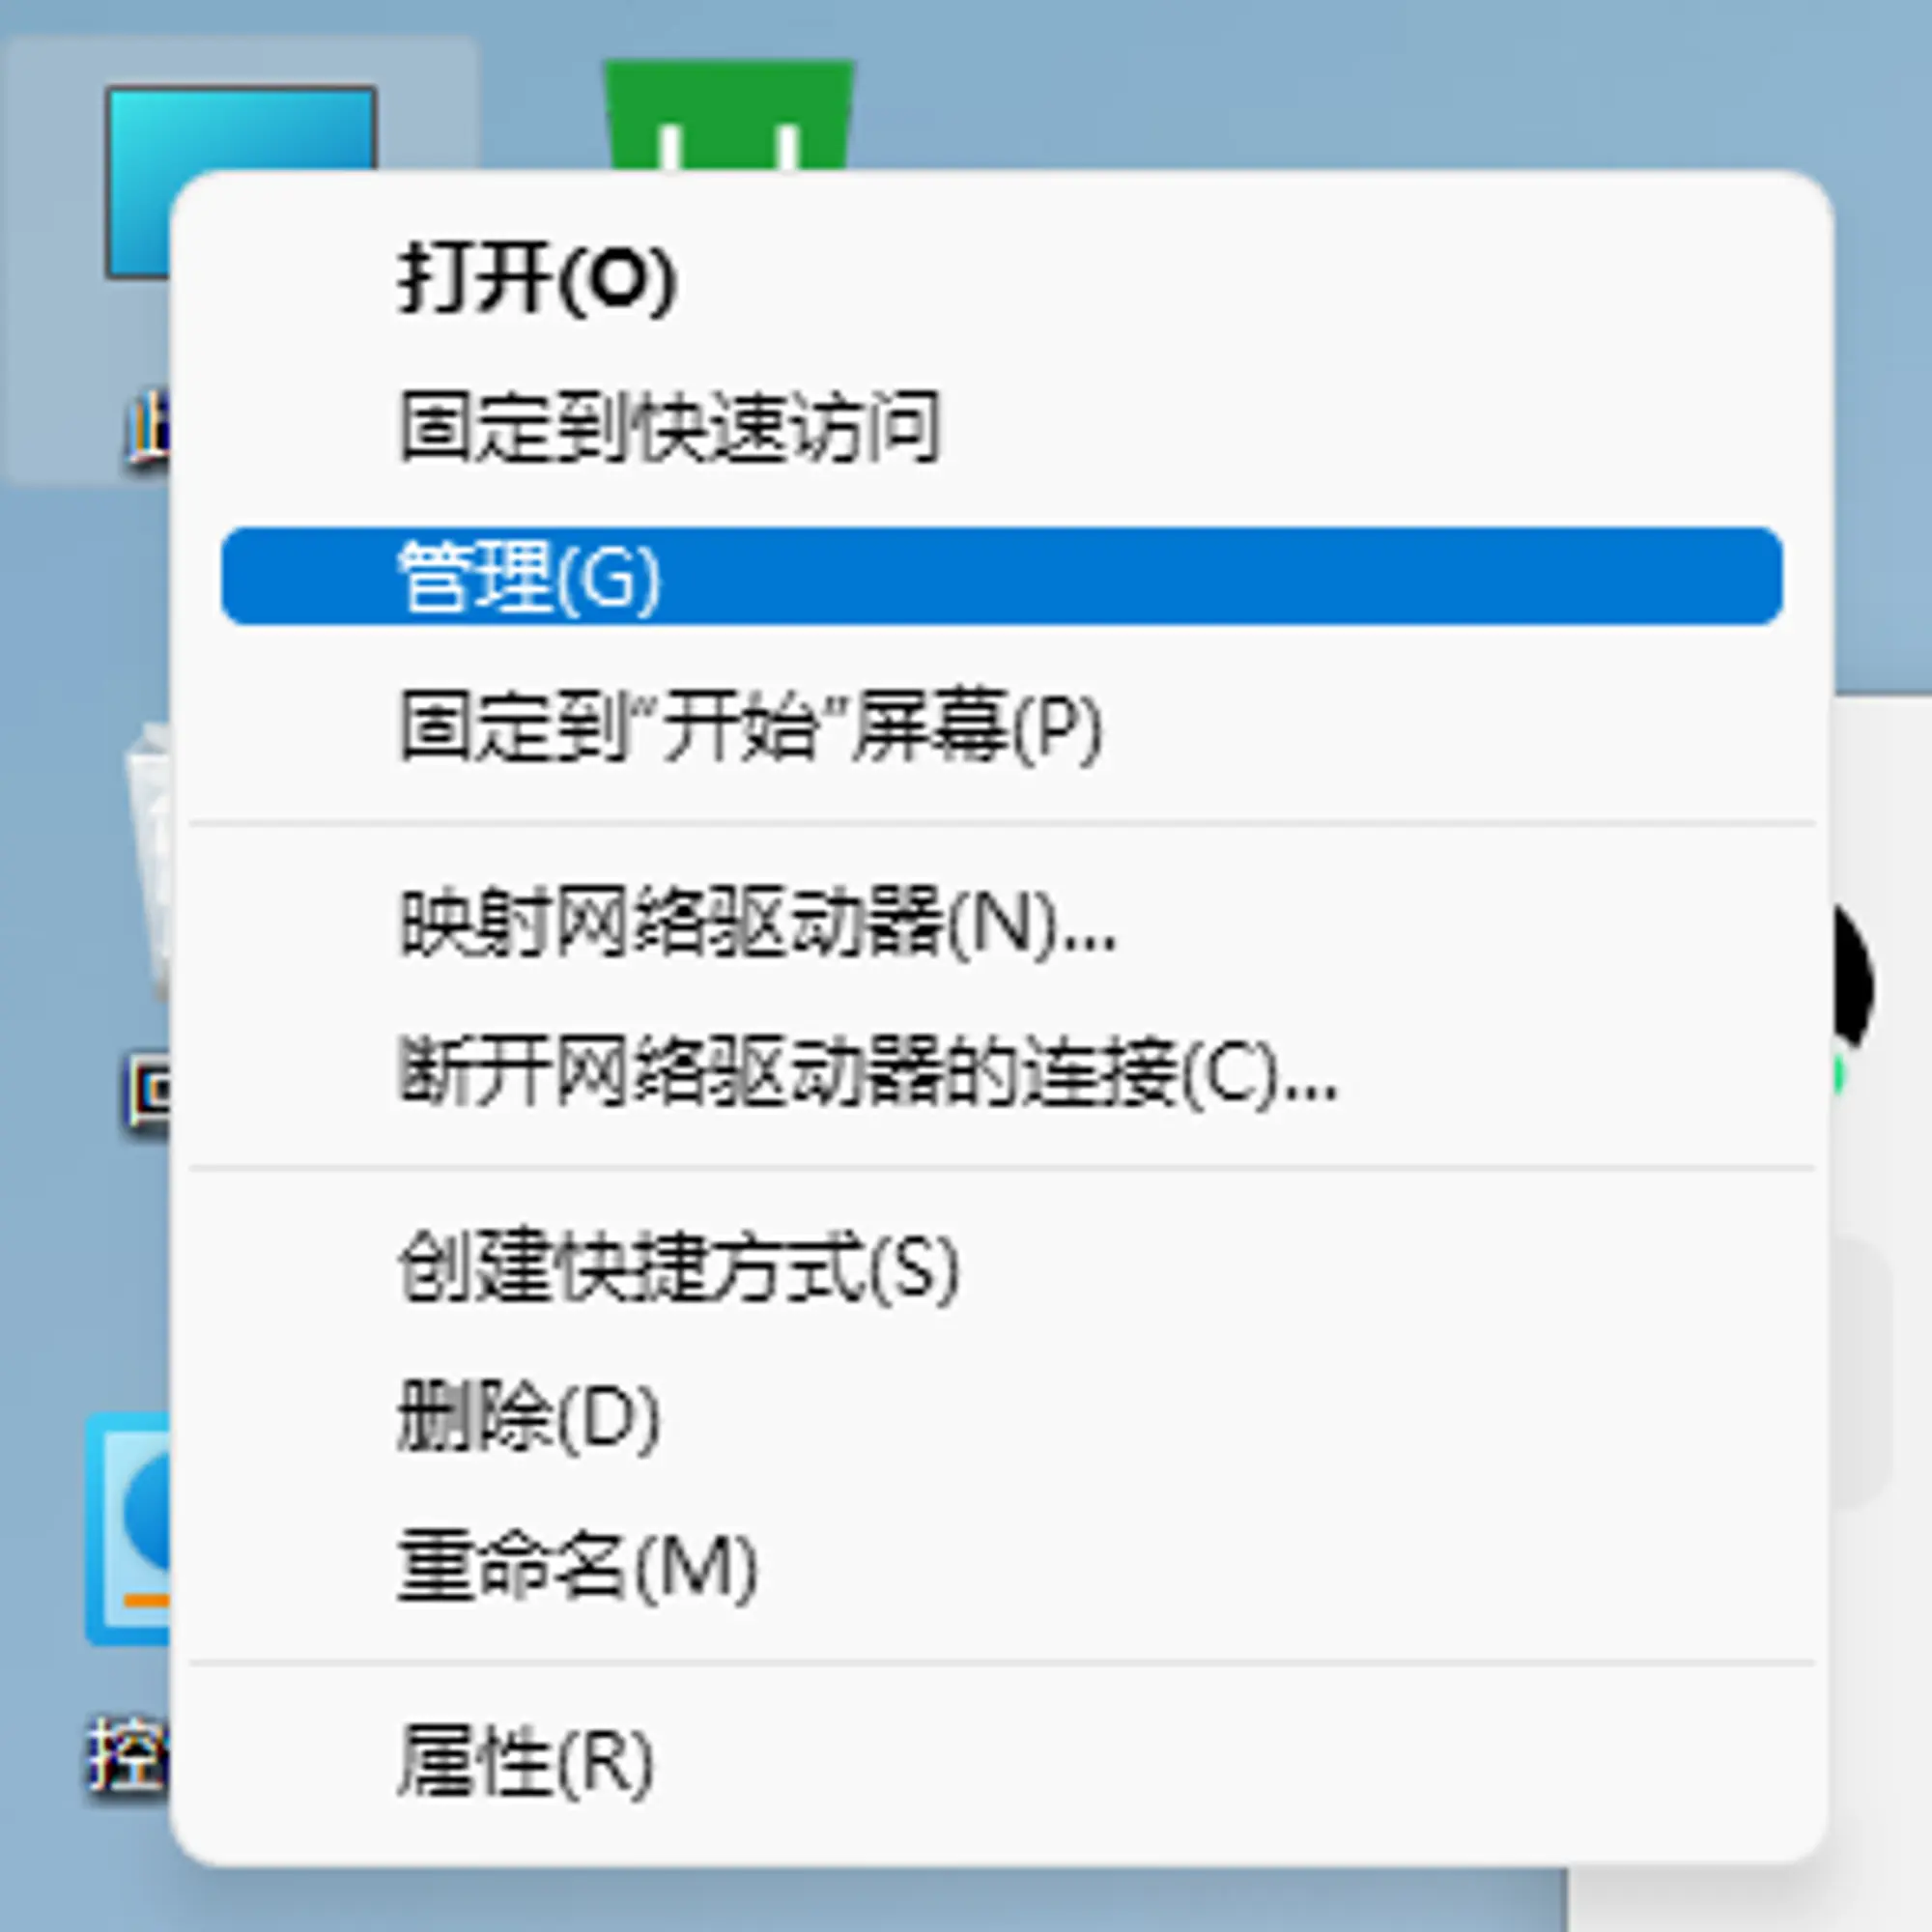 打开(O)
固定到快速访问
管理(G)
固定到“开始”屏幕(P)
映射网络驱动器(N)...
断开网络驱动器的连接(C)...
创建快捷方式(S)
删除(D)
重命名(M)
属性(R)
控